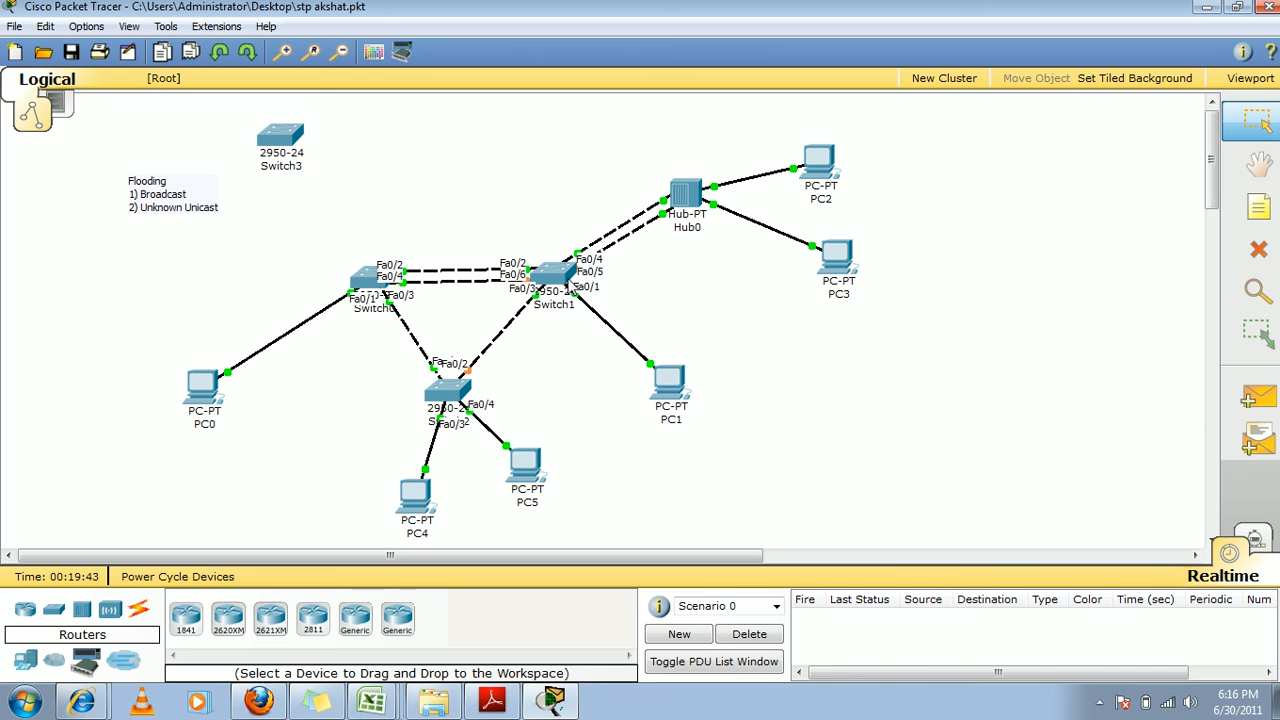 Cisco Packet Tracer - C:\Users\Administrator\Desktop\stp akshat.pkt
File Edit Options View Tools Extensions Help
Logical [Root] New Cluster Move Object Set Tiled Background Viewport
2950-24
Switch3
Flooding
1) Broadcast
2) Unknown Unicast
PC-PT
PC2
Hub-PT
Hub0
PC-PT
PC3
Fa0/2
Fa0/4
Fa0/1
Fa0/3
Fa0/2
Fa0/6
Fa0/3
Fa0/4
Fa0/5
Switch1
PC-PT
PC0
Fa0/2
Fa0/4
Fa0/3
PC-PT
PC1
PC-PT
PC5
PC-PT
PC4
Time: 00:19:43 Power Cycle Devices Realtime
Routers
1841 2620XM 2621XM 2811 Generic Generic
(Select a Device to Drag and Drop to the Workspace)
Scenario 0
New Delete
Toggle PDU List Window
Fire Last Status Source Destination Type Color Time (sec) Periodic Num
6:16 PM
6/30/2011